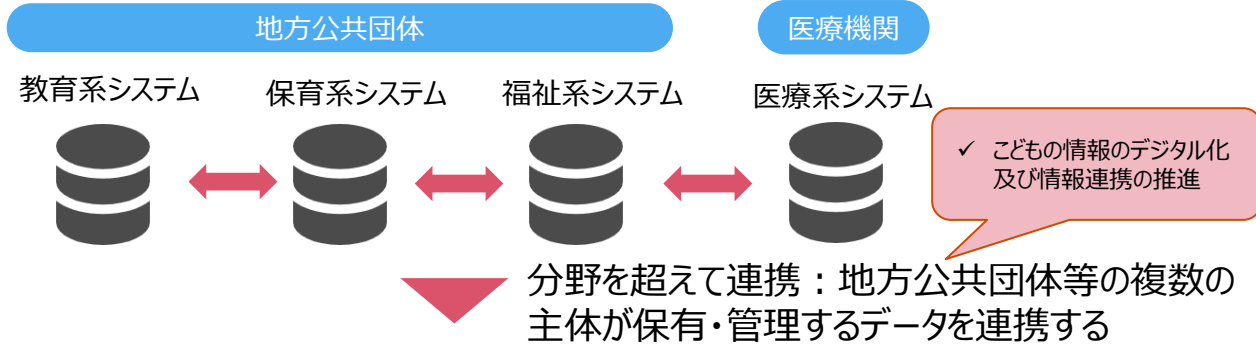 地方公共団体
医療機関
教育系システム
保育系システム
福祉系システム
医療系システム
✓ こどもの情報のデジタル化
及び情報連携の推進
分野を超えて連携：地方公共団体等の複数の
主体が保有・管理するデータを連携する